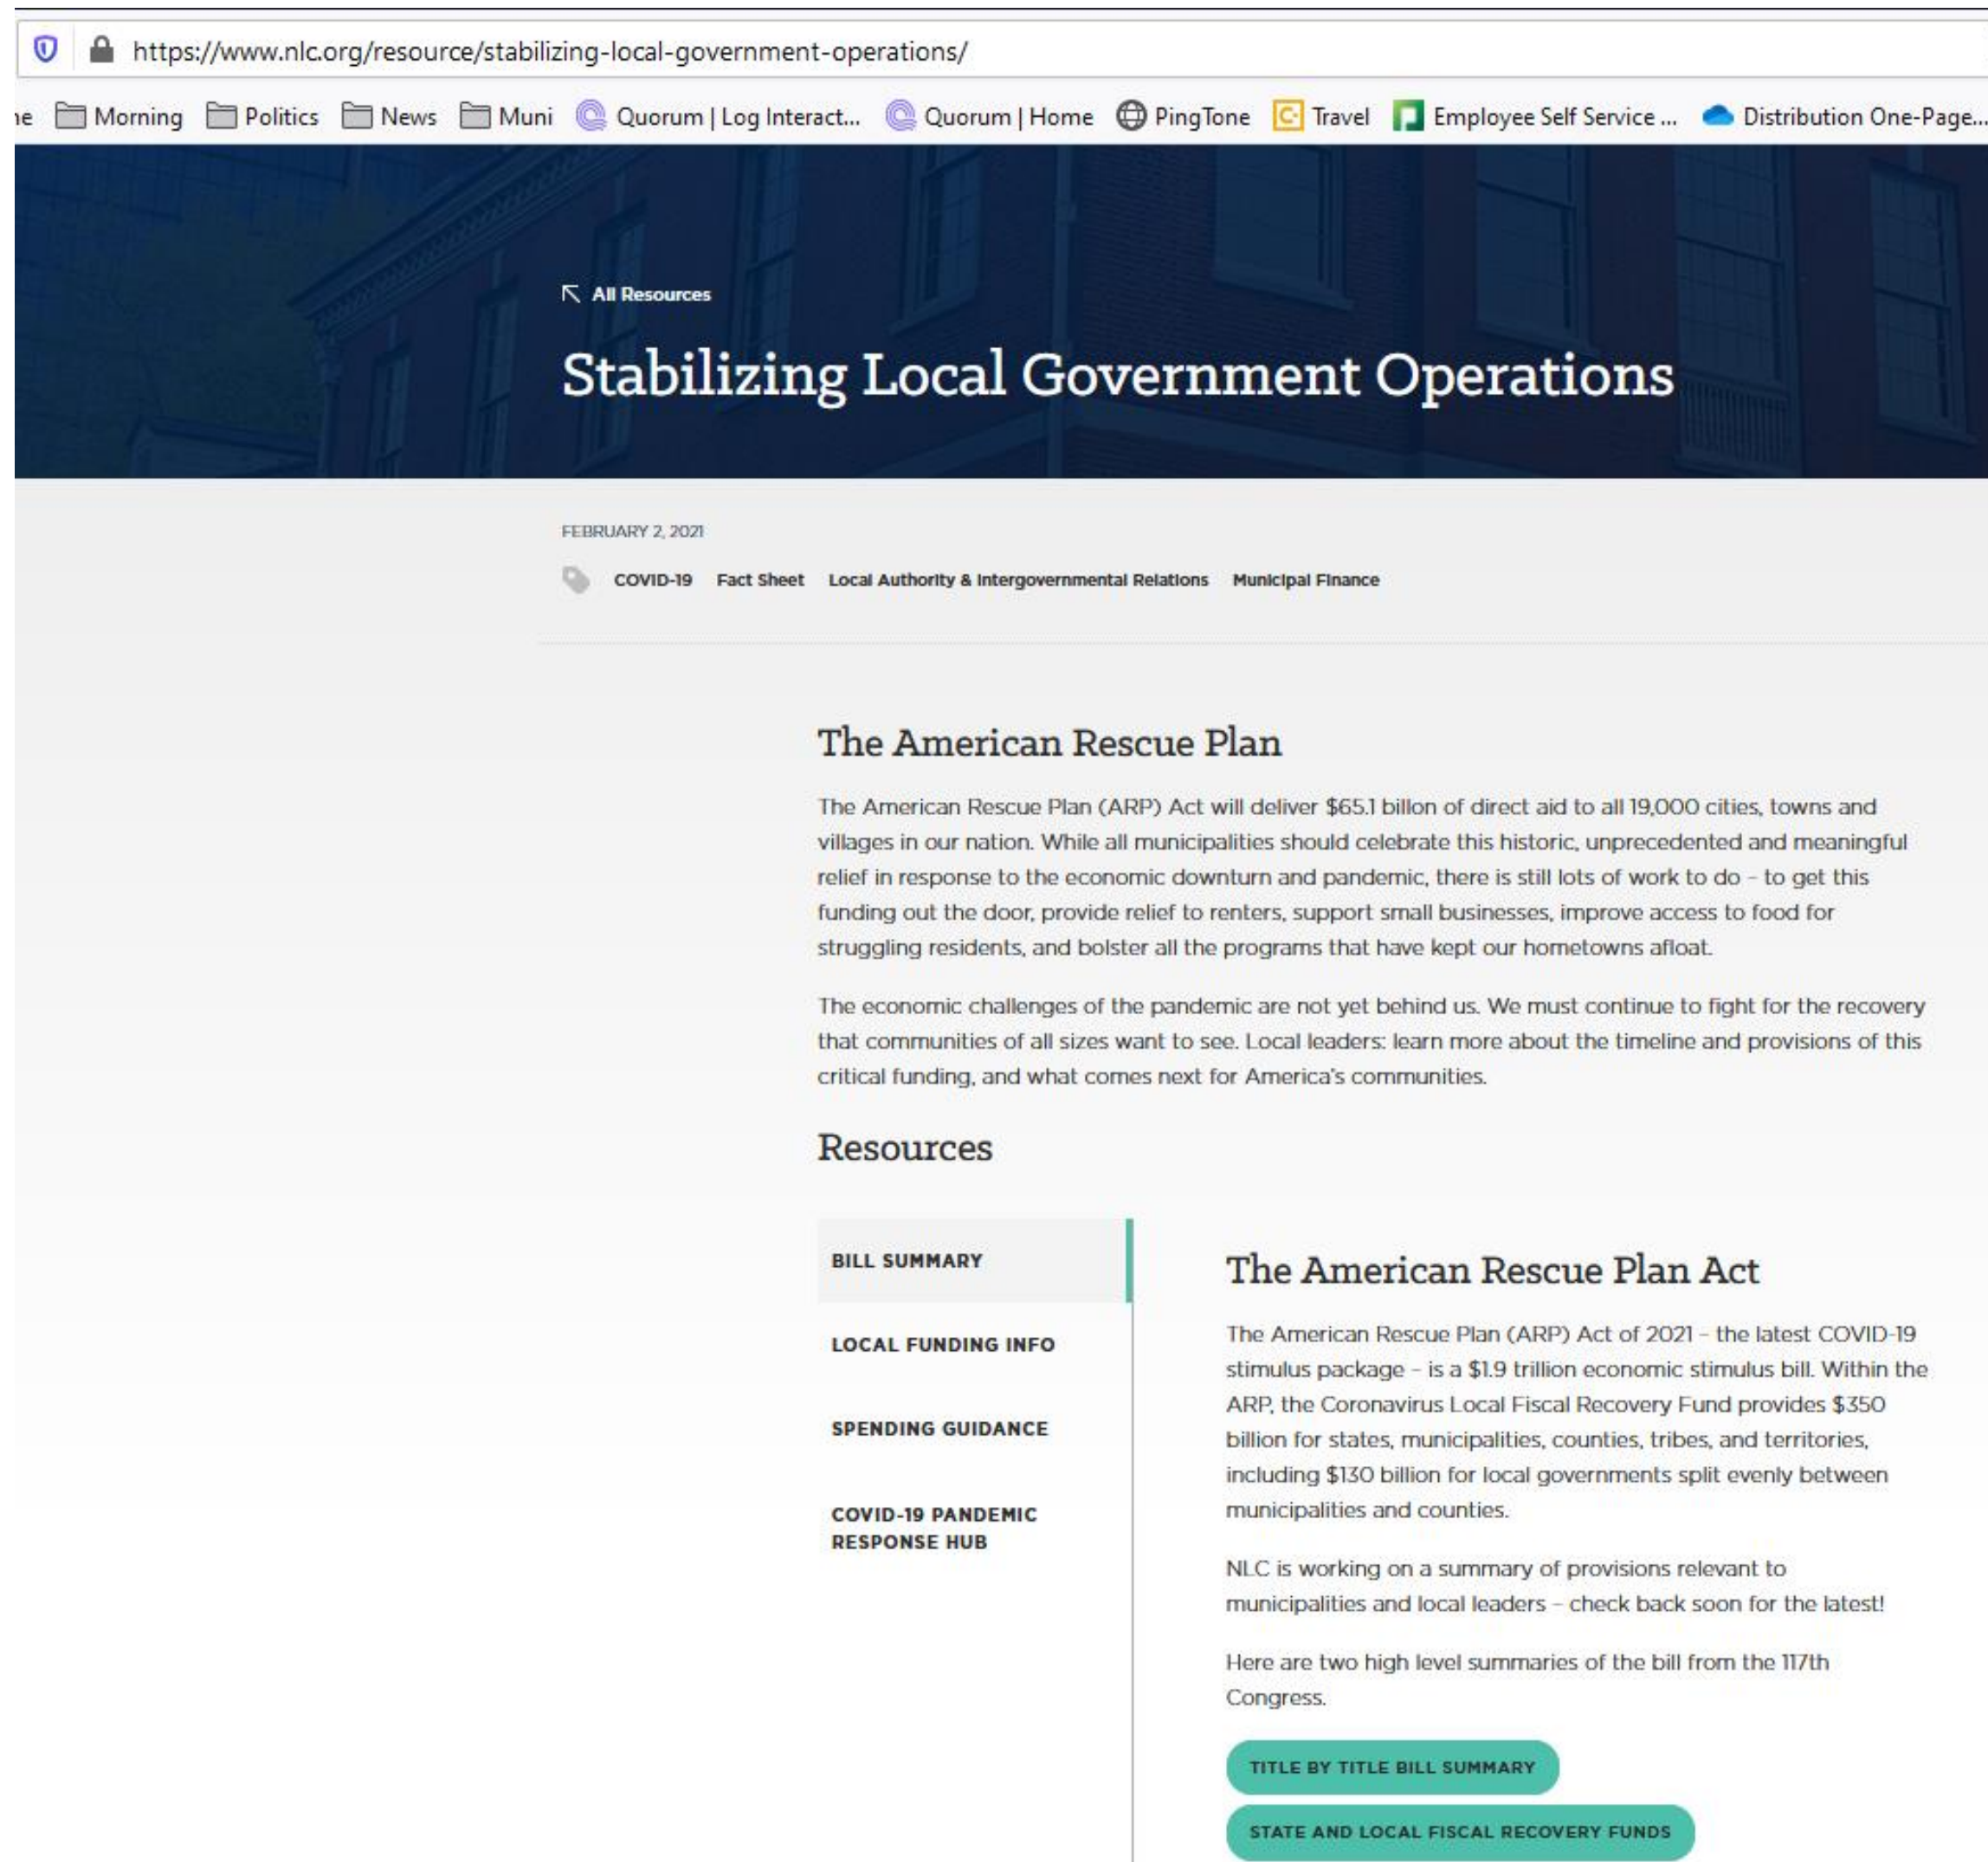 https://www.nlc.org/resource/stabilizing-local-government-operations/
Morning Politics News Muni Quorum | Log Interact... Quorum | Home PingTone Travel Employee Self Service ... Distribution One-Page...
All Resources
Stabilizing Local Government Operations
FEBRUARY 2, 2021
COVID-19 Fact Sheet Local Authority & Intergovernmental Relations Municipal Finance
The American Rescue Plan
The American Rescue Plan (ARP) Act will deliver $65.1 billon of direct aid to all 19,000 cities, towns and
villages in our nation. While all municipalities should celebrate this historic, unprecedented and meaningful
relief in response to the economic downturn and pandemic, there is still lots of work to do – to get this
funding out the door, provide relief to renters, support small businesses, improve access to food for
struggling residents, and bolster all the programs that have kept our hometowns afloat.
The economic challenges of the pandemic are not yet behind us. We must continue to fight for the recovery
that communities of all sizes want to see. Local leaders: learn more about the timeline and provisions of this
critical funding, and what comes next for America's communities.
Resources
BILL SUMMARY
LOCAL FUNDING INFO
SPENDING GUIDANCE
COVID-19 PANDEMIC
RESPONSE HUB
The American Rescue Plan Act
The American Rescue Plan (ARP) Act of 2021 – the latest COVID-19
stimulus package – is a $1.9 trillion economic stimulus bill. Within the
ARP, the Coronavirus Local Fiscal Recovery Fund provides $350
billion for states, municipalities, counties, tribes, and territories,
including $130 billion for local governments split evenly between
municipalities and counties.
NLC is working on a summary of provisions relevant to
municipalities and local leaders – check back soon for the latest!
Here are two high level summaries of the bill from the 117th
Congress.
TITLE BY TITLE BILL SUMMARY
STATE AND LOCAL FISCAL RECOVERY FUNDS